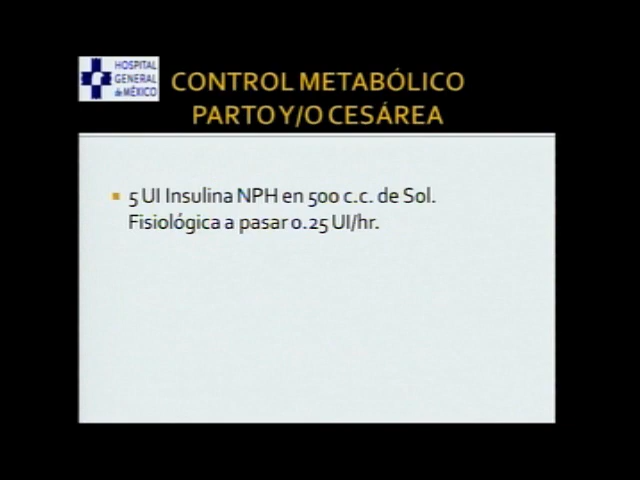 HOSPITAL
GENERAL
de MÉXICO
CONTROL METABÓLICO
PARTO Y/O CESÁREA
5 UI Insulina NPH en 500 c.c. de Sol.
Fisiológica a pasar 0.25 UI/hr.